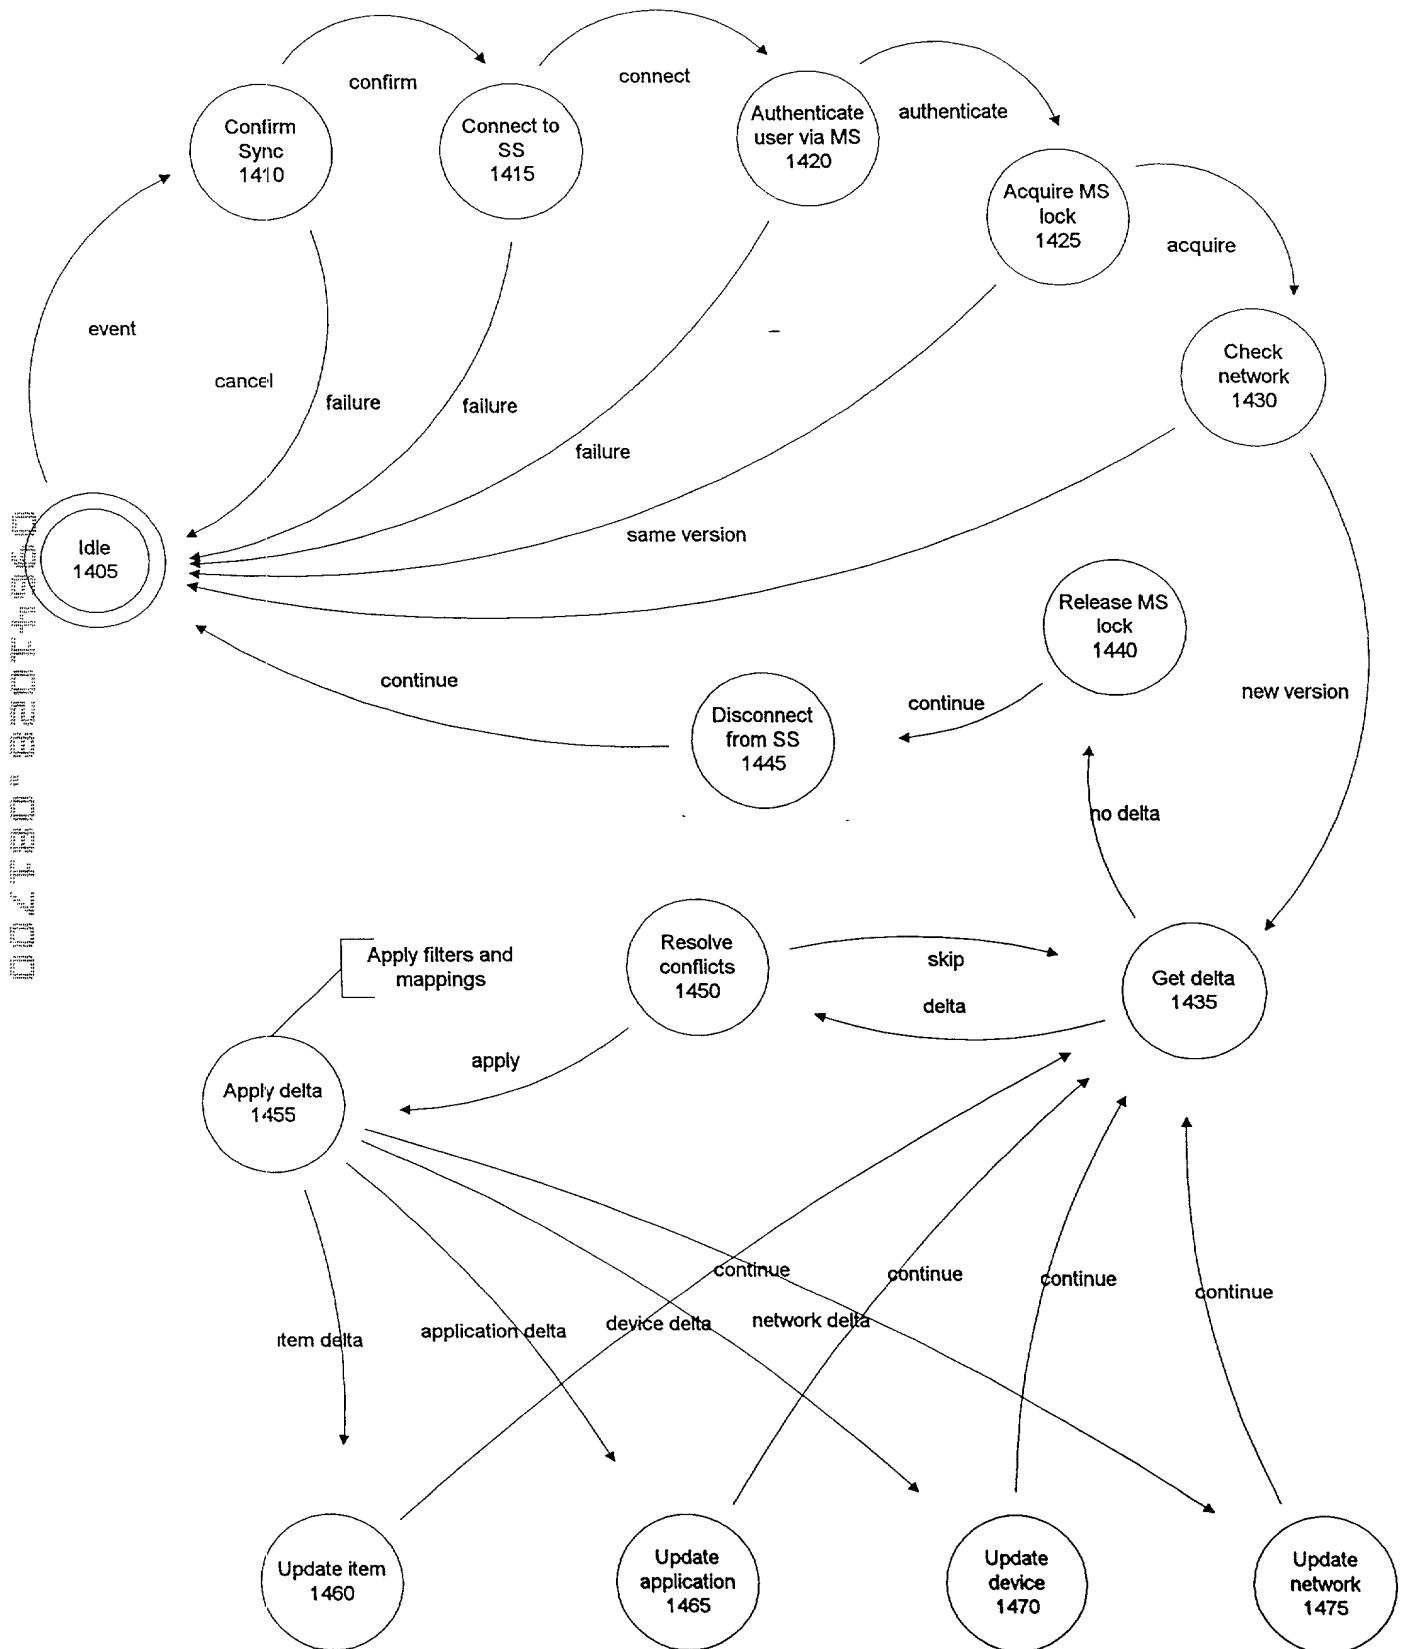 confirm
connect
authenticate
Confirm
Sync
1410
Connect to
SS
1415
Authenticate
user via MS
1420
Acquire MS
lock
1425
acquire
event
Check
network
1430
cancel
failure
failure
failure
same version
Idle
1405
Release MS
lock
1440
continue
continue
new version
Disconnect
from SS
1445
no delta
Resolve
conflicts
1450
Apply filters and
mappings
skip
Get delta
1435
delta
apply
Apply delta
1455
continue
continue
continue
continue
item delta
application delta
device delta
network delta
Update item
1460
Update
application
1465
Update
device
1470
Update
network
1475